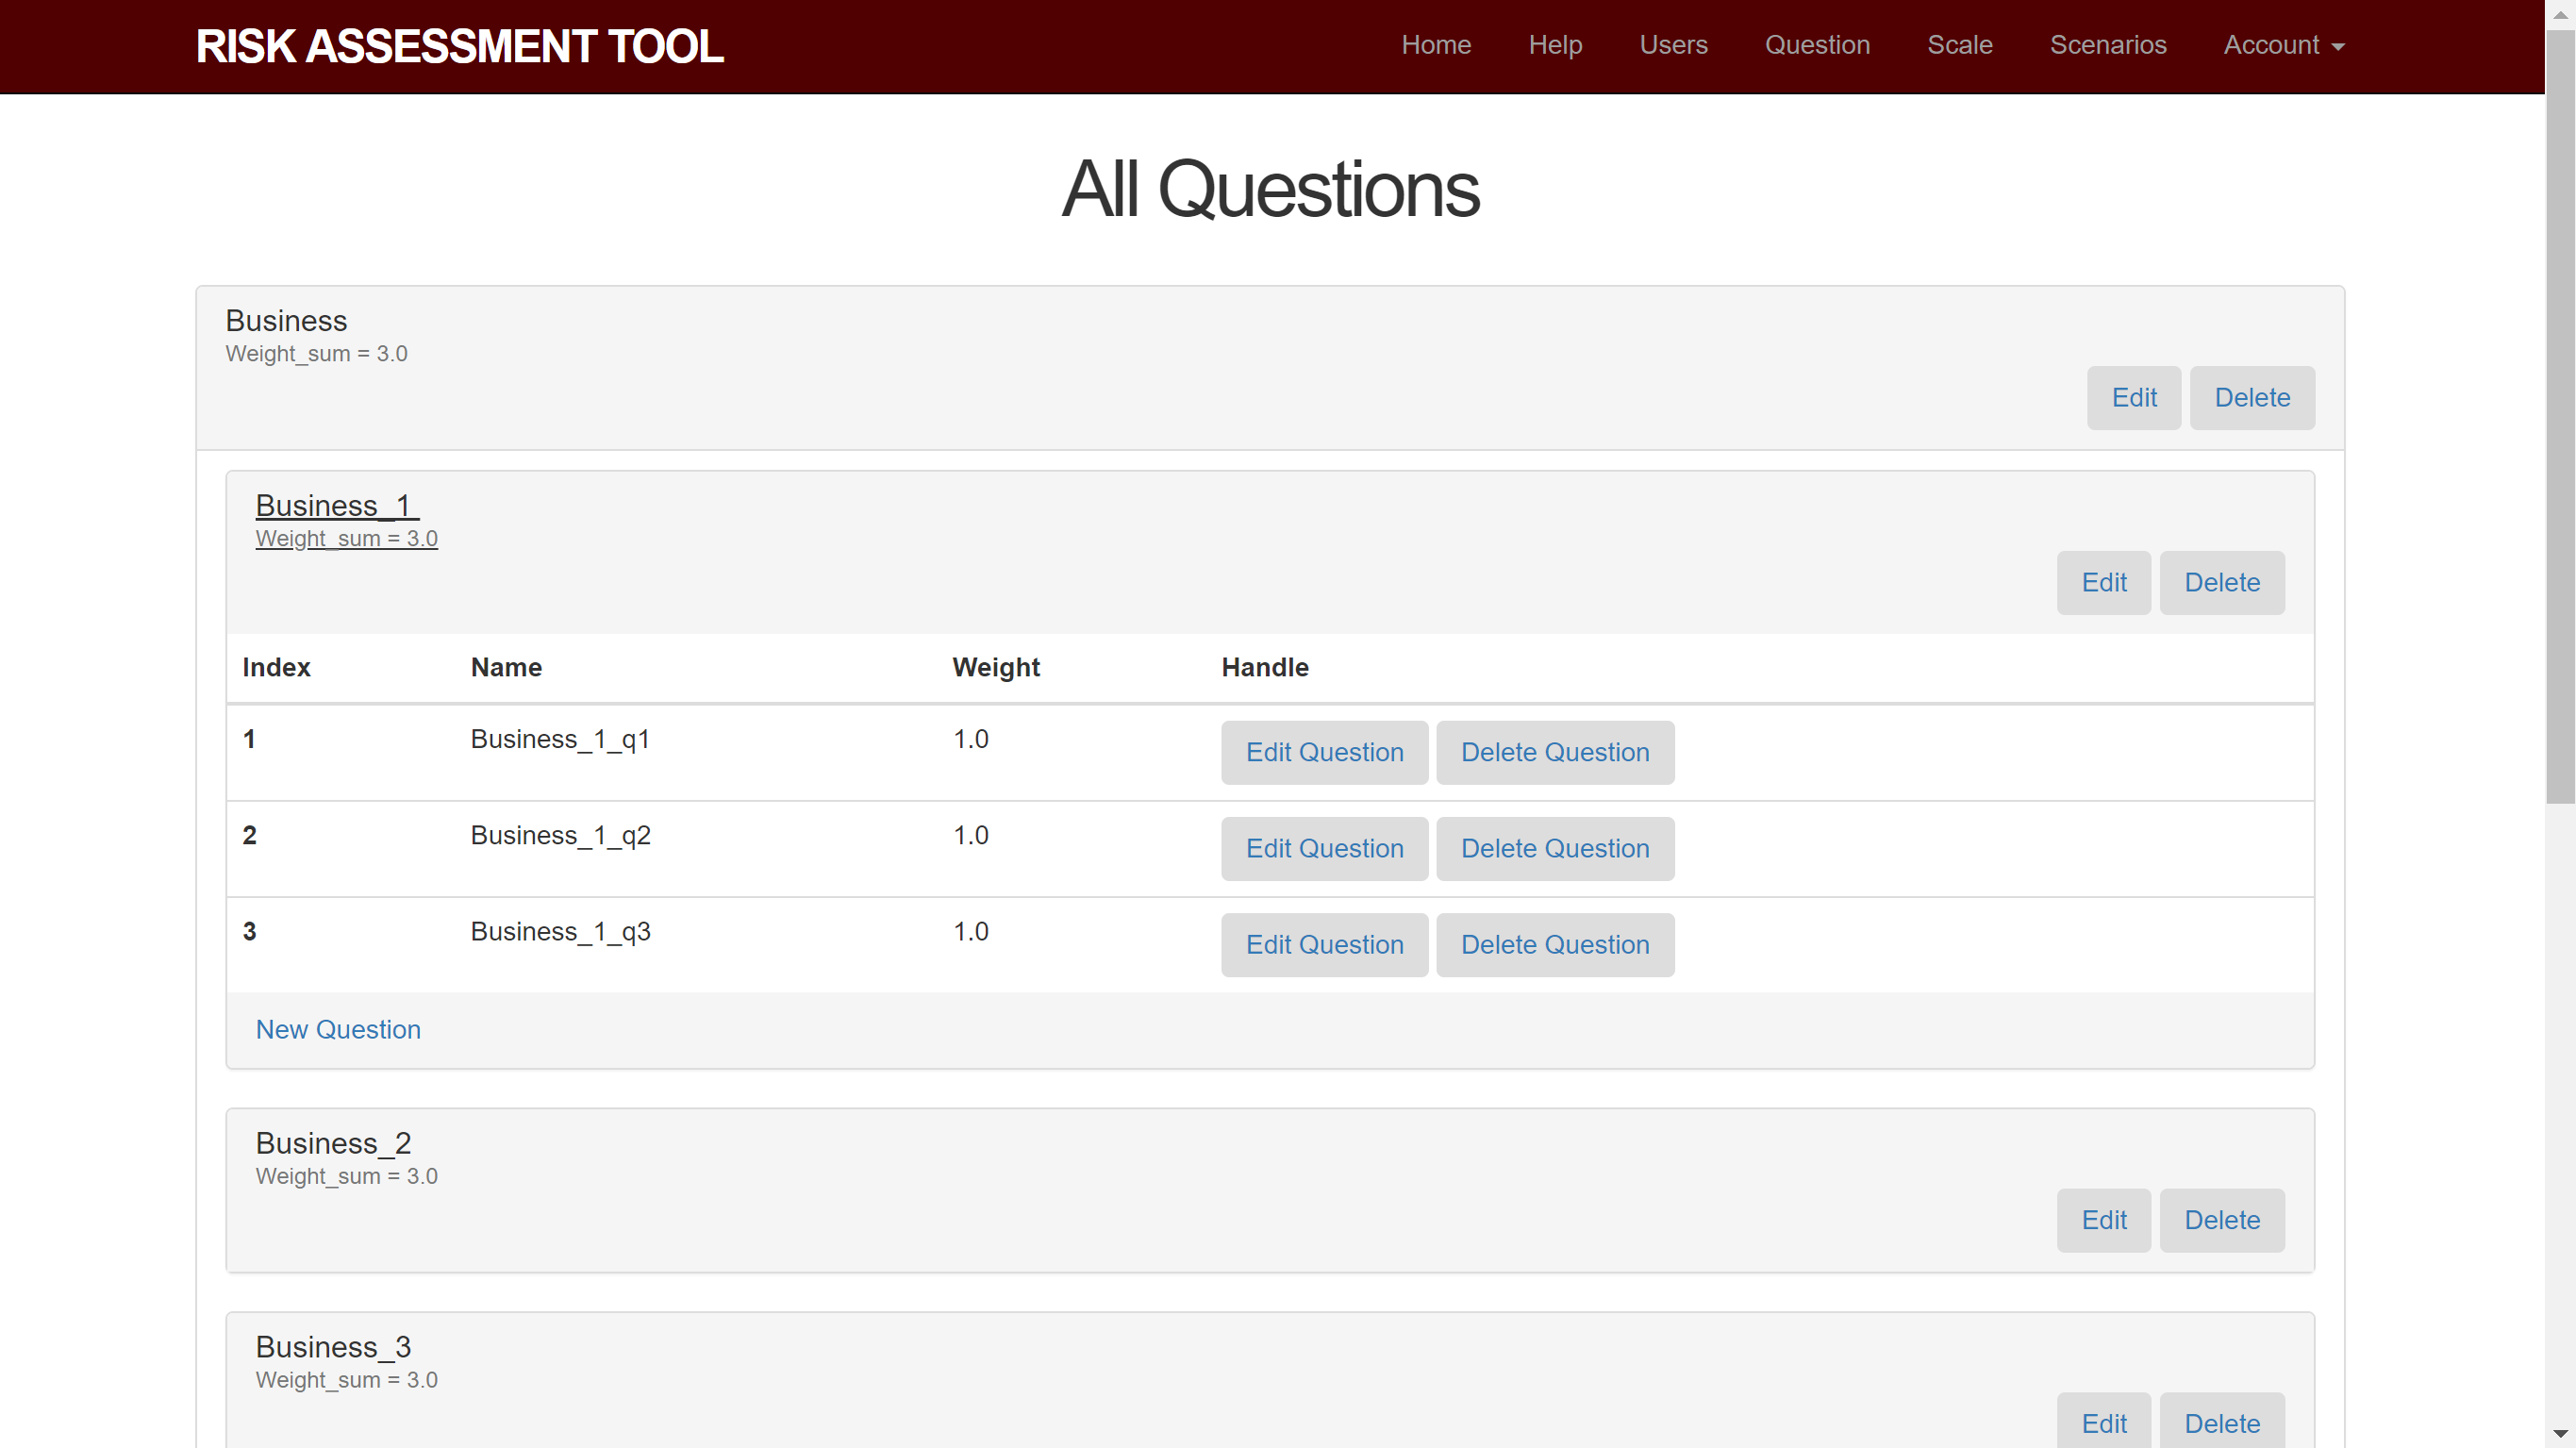 RISK ASSESSMENT TOOL
Home Help Users Question Scale Scenarios Account
All Questions
Business
Weight_sum = 3.0
Edit Delete
Business_1
Weight_sum = 3.0
Edit Delete
Index Name Weight Handle
1 Business_1_q1 1.0 Edit Question Delete Question
2 Business_1_q2 1.0 Edit Question Delete Question
3 Business_1_q3 1.0 Edit Question Delete Question
New Question
Business_2
Weight_sum = 3.0
Edit Delete
Business_3
Weight_sum = 3.0
Edit Delete